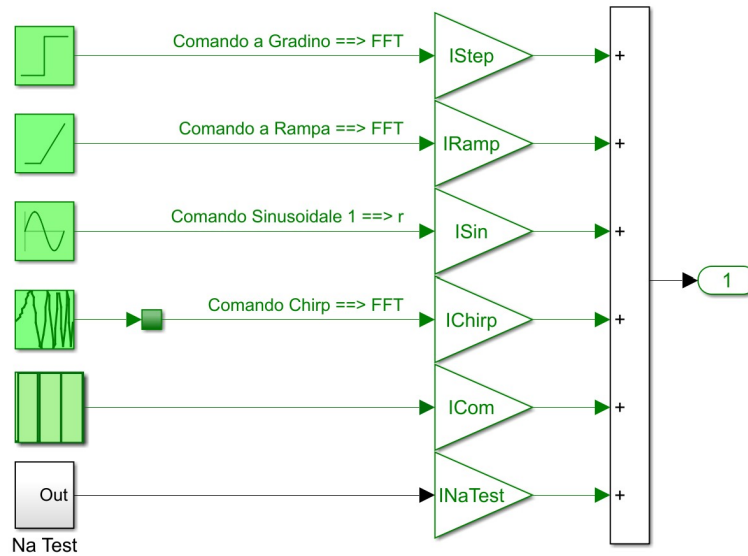 Comando a Gradino ==> FFT
IStep
+
Comando a Rampa ==> FFT
IRamp
+
Comando Sinusoidale 1 ==> r
ISin
+
1
Comando Chirp ==> FFT
IChirp
+
ICom
+
Out
INaTest
+
Na Test